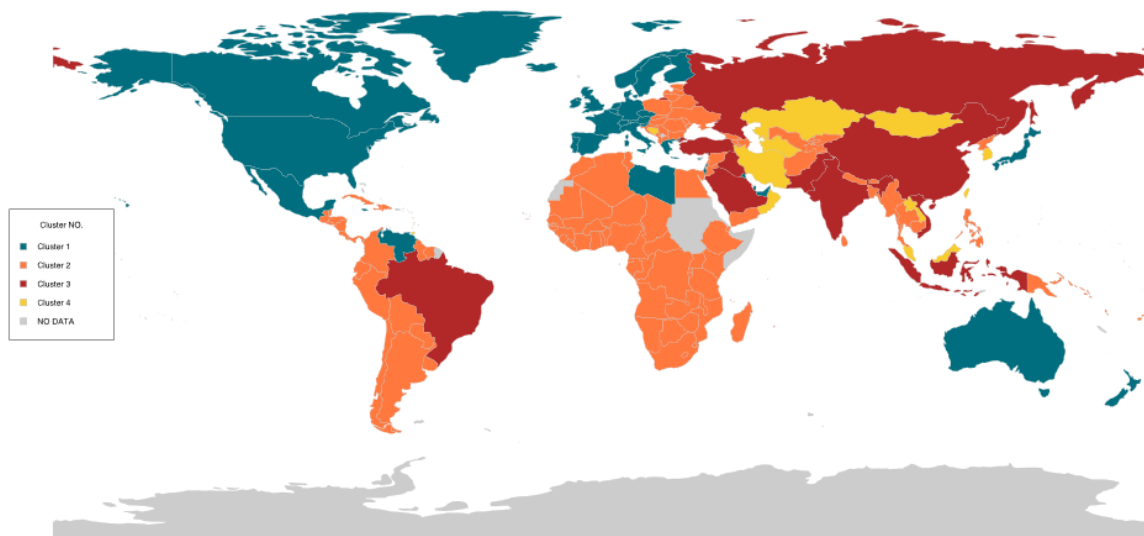 Cluster NO.
Cluster 1
Cluster 2
Cluster 3
Cluster 4
NO DATA